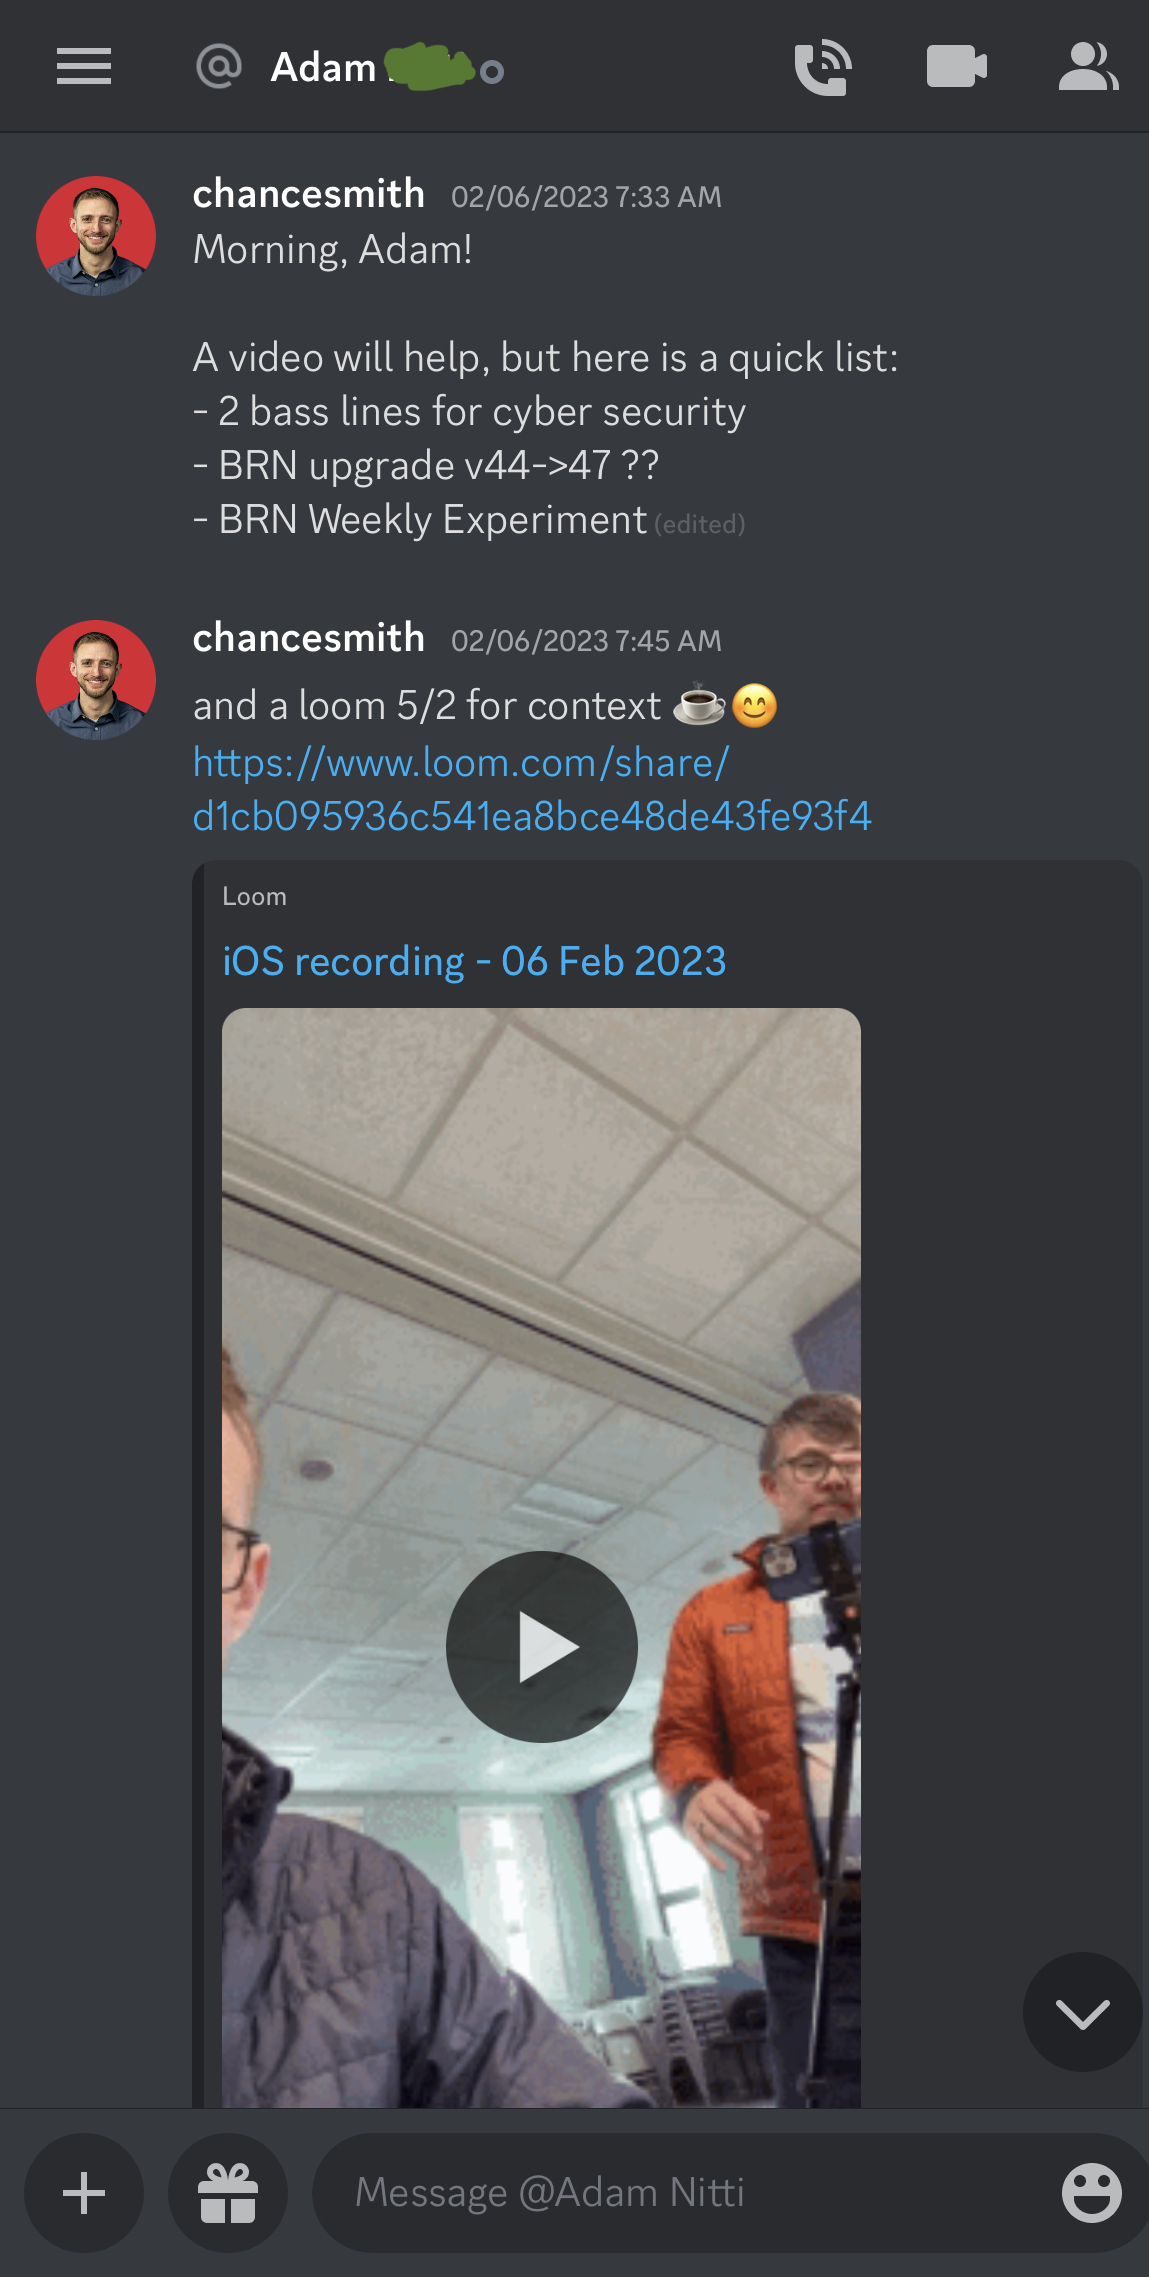 @ Adam
chancesmith 02/06/2023 7:33 AM
Morning, Adam!
A video will help, but here is a quick list:
- 2 bass lines for cyber security
- BRN upgrade v44->47 ??
- BRN Weekly Experiment (edited)
chancesmith 02/06/2023 7:45 AM
and a loom 5/2 for context ☕😊
https://www.loom.com/share/
d1cb095936c541ea8bce48de43fe93f4
Loom
iOS recording - 06 Feb 2023
Message @Adam Nitti